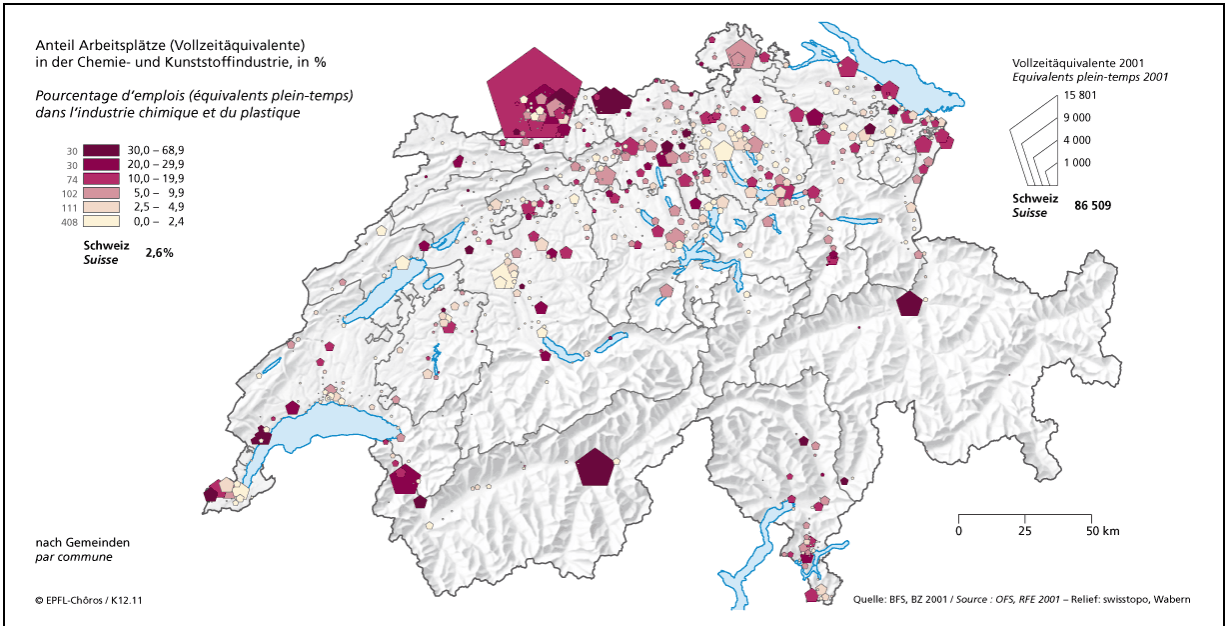 Anteil Arbeitsplätze (Vollzeitäquivalente)
in der Chemie- und Kunststoffindustrie, in %
Pourcentage d’emplois (équivalents plein-temps)
dans l’industrie chimique et du plastique
30 30,0 – 68,9
30 20,0 – 29,9
74 10,0 – 19,9
102 5,0 – 9,9
111 2,5 – 4,9
408 0,0 – 2,4
Schweiz
Suisse 2,6%
Vollzeitäquivalente 2001
Equivalents plein-temps 2001
15 801
9 000
4 000
1 000
Schweiz
Suisse 86 509
0 25 50 km
nach Gemeinden
par commune
© EPFL-Chôros / K12.11
Quelle: BFS, BZ 2001 / Source : OFS, RFE 2001 – Relief: swisstopo, Wabern